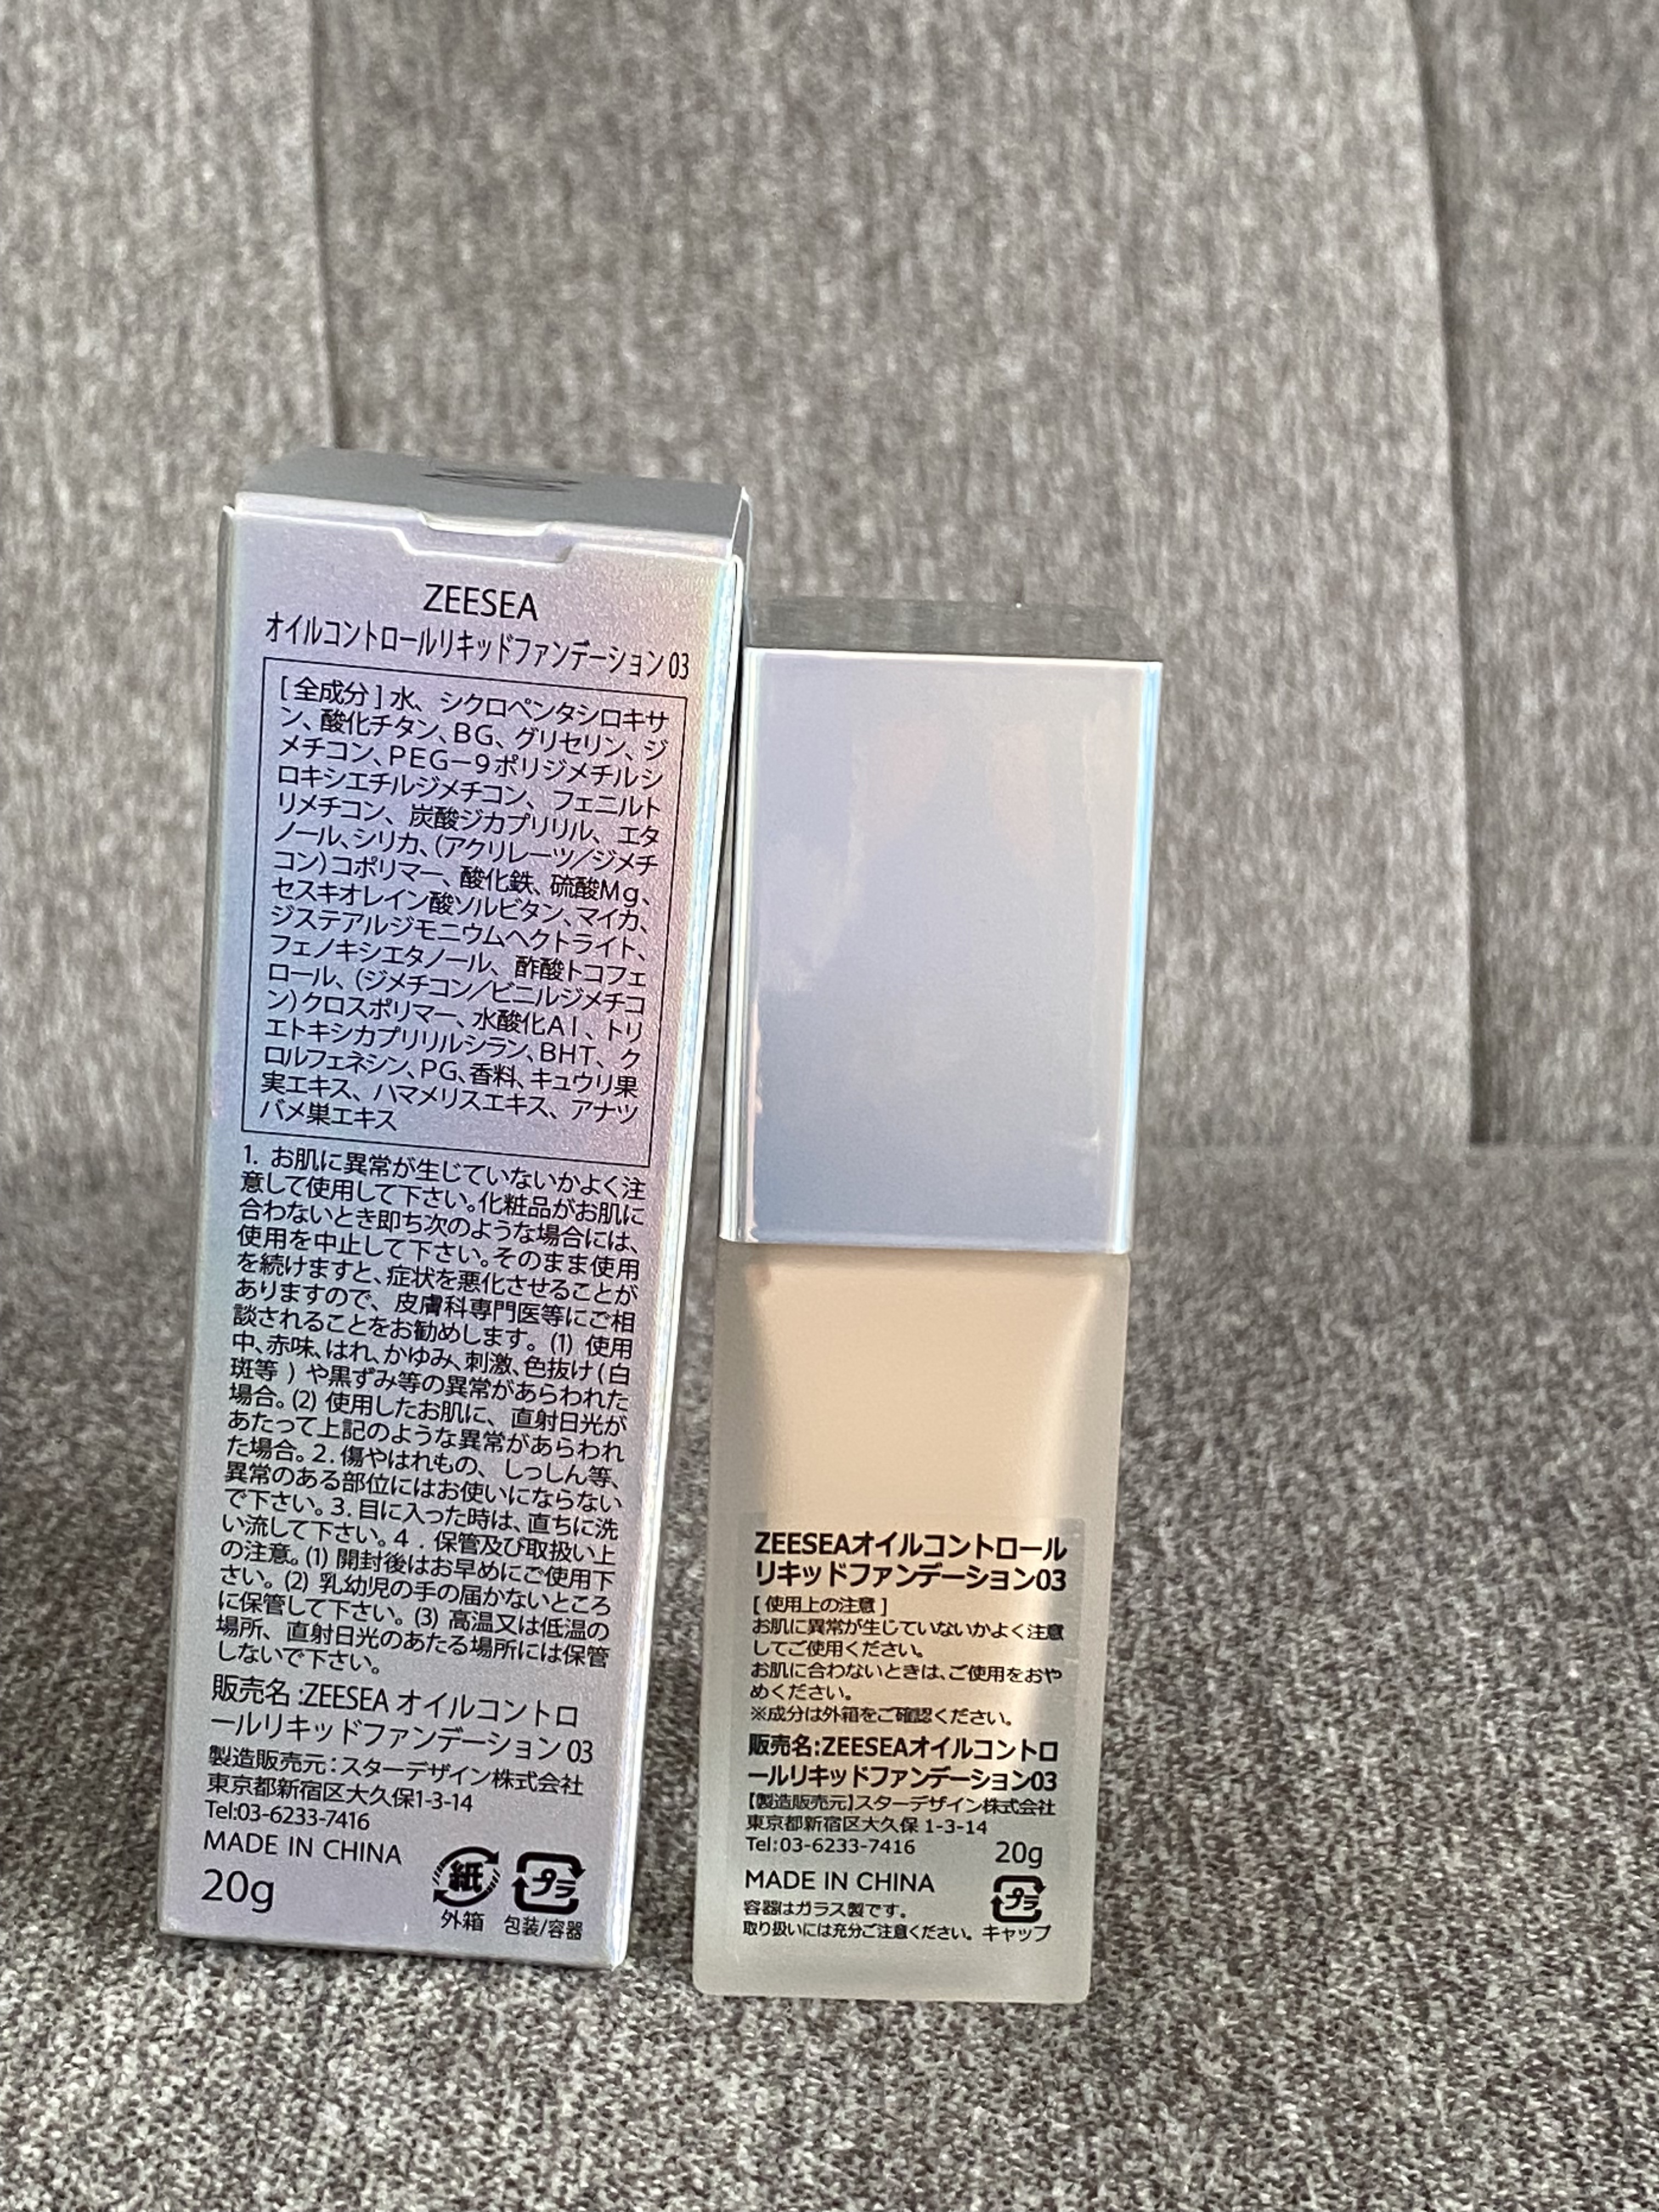 ZEESEA
オイルコントロールリキッドファンデーション03
[全成分]水、シクロペンタシロキサ
ン、酸化チタン、BG、グリセリン、ジ
メチコン、PEG－9ポリジメチルシ
ロキシエチルジメチコン、フェニルト
リメチコン、炭酸ジカプリリル、エタ
ノール、シリカ、（アクリレーツ／ジメチ
コン）コポリマー、酸化鉄、硫酸Mg、
セスキオレイン酸ソルビタン、マイカ、
ジステアルジモニウムヘクトライト、
フェノキシエタノール、酢酸トコフェ
ロール、（ジメチコン／ビニルジメチコ
ン）クロスポリマー、水酸化Al、トリ
エトキシカプリリルシラン、BHT、ク
ロルフェネシン、PG、香料、キュウリ果
実エキス、ハマメリスエキス、アナツ
バメ巣エキス
1. お肌に異常が生じていないかよく注
意して使用して下さい。化粧品がお肌に
合わないとき即ち次のような場合には、
使用を中止して下さい。そのまま使用
を続けますと、症状を悪化させることが
ありますので、皮膚科専門医等にご相
談されることをお勧めします。(1) 使用
中、赤味、はれ、かゆみ、刺激、色抜け(白
斑等 )や黒ずみ等の異常があらわれた
場合。(2) 使用したお肌に、直射日光が
あたって上記のような異常があらわれ
た場合。2.傷やはれもの、しっしん等、
異常のある部位にはお使いにならない
で下さい。3.目に入った時は、直ちに洗
い流して下さい。4 .保管及び取扱い上
の注意。(1)開封後はお早めにご使用下
さい。(2) 乳幼児の手の届かないところ
に保管して下さい。(3) 高温又は低温の
場所、直射日光のあたる場所には保管
しないで下さい。
販売名:ZEESEA オイルコントロ
ールリキッドファンデーション03
製造販売元：スターデザイン株式会社
東京都新宿区大久保1-3-14
Tel:03-6233-7416
MADE IN CHINA
20g
紙
外箱
プラ
包装/容器
ZEESEAオイルコントロール
リキッドファンデーション03
[ 使用上の注意 ]
お肌に異常が生じていないかよく注意
してご使用ください。
お肌に合わないときは、ご使用をおや
めください。
※成分は外箱をご確認ください。
販売名:ZEESEAオイルコントロ
ールリキッドファンデーション03
【製造販売元】スターデザイン株式会社
東京都新宿区大久保 1-3-14
Tel:03-6233-7416
20g
MADE IN CHINA
容器はガラス製です。
取り扱いには充分ご注意ください。
プラ
キャップ